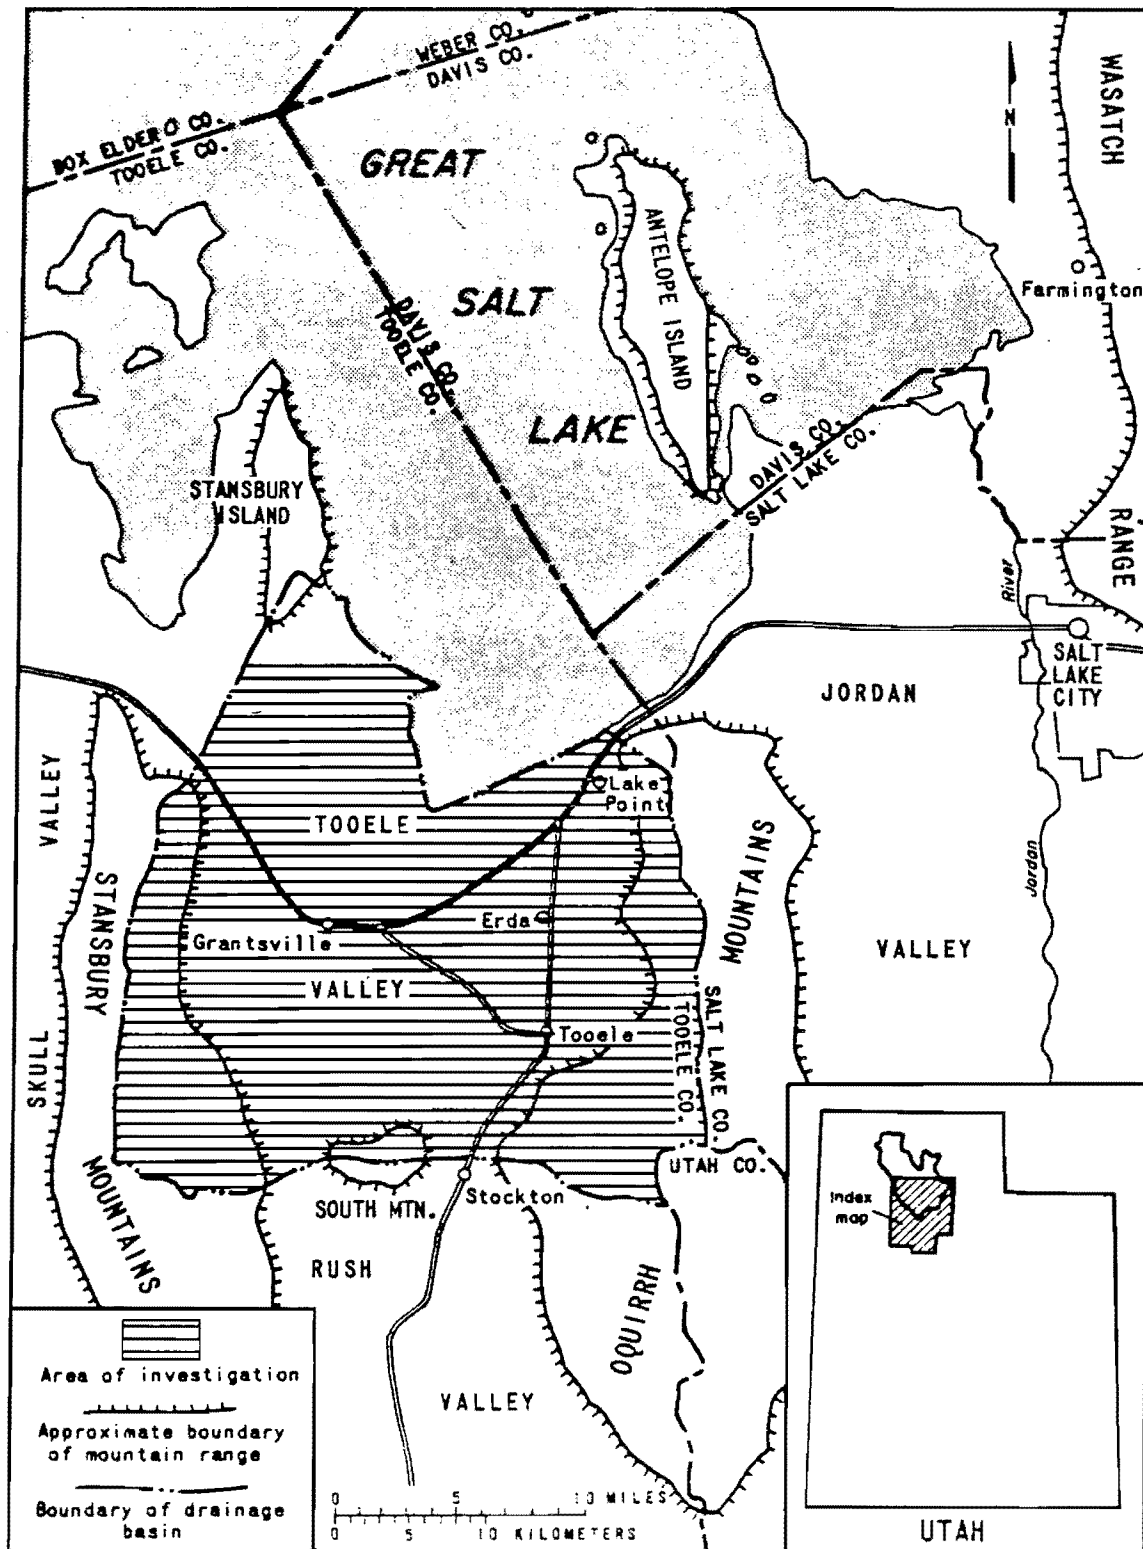 WEBER CO.
DAVIS CO.
BOX ELDER CO.
TOOELE CO.
GREAT
SALT
LAKE
DAVIS CO.
TOOELE CO.
ANTELOPE ISLAND
N
WASATCH
RANGE
Farmington
DAVIS CO.
SALT LAKE CO.
STANSBURY
ISLAND
River
SALT
LAKE
CITY
JORDAN
VALLEY
Jordan
Lake
Point
TOOELE
VALLEY
Grantsville
Erda
Tooele
SKULL
VALLEY
STANSBURY
MOUNTAINS
OQUIRRH
MOUNTAINS
SALT LAKE CO.
TOOELE CO.
UTAH CO.
SOUTH MTN.
Stockton
RUSH
VALLEY
Area of investigation
Approximate boundary
of mountain range
Boundary of drainage
basin
0 5 10 MILES
0 5 10 KILOMETERS
Index
map
UTAH